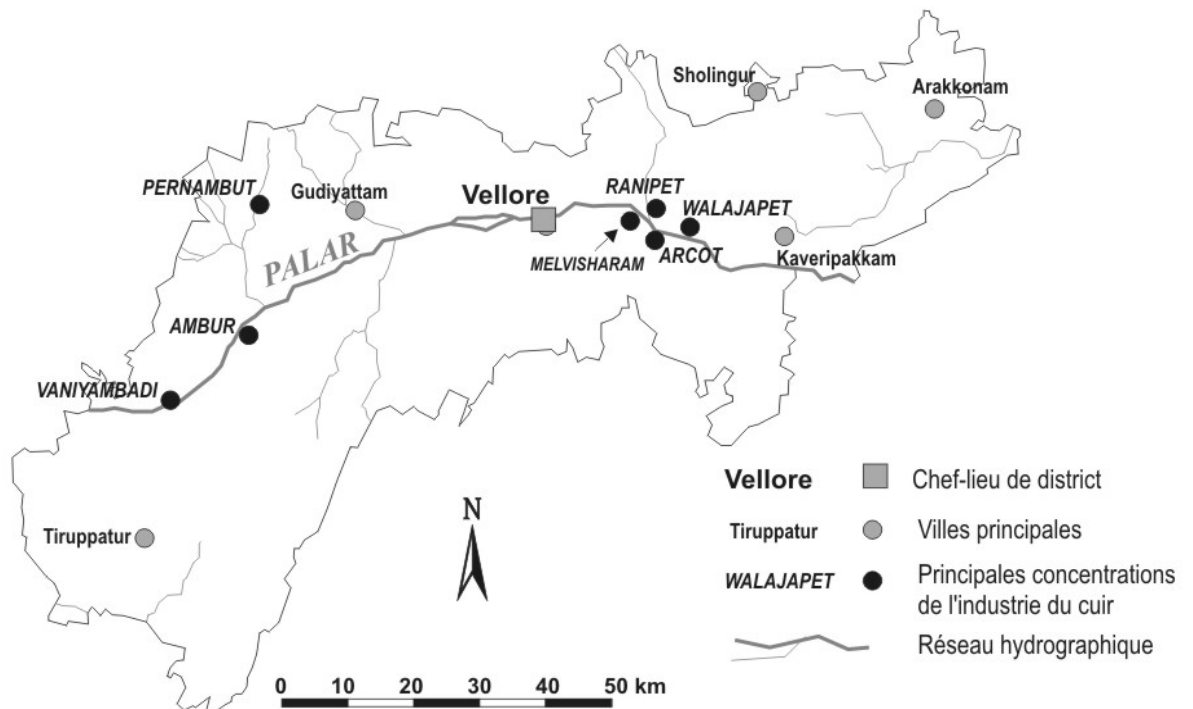 Sholingur
Arakkonam
PERNAMBUT
Gudiyattam
Vellore
RANIPET
WALAJAPET
MELVISHARAM
ARCOT
Kaveripakkam
PALAR
AMBUR
VANIYAMBADI
Tiruppatur
N
0 10 20 30 40 50 km
Vellore Chef-lieu de district
Tiruppatur Villes principales
WALAJAPET Principales concentrations
de l'industrie du cuir
Réseau hydrographique